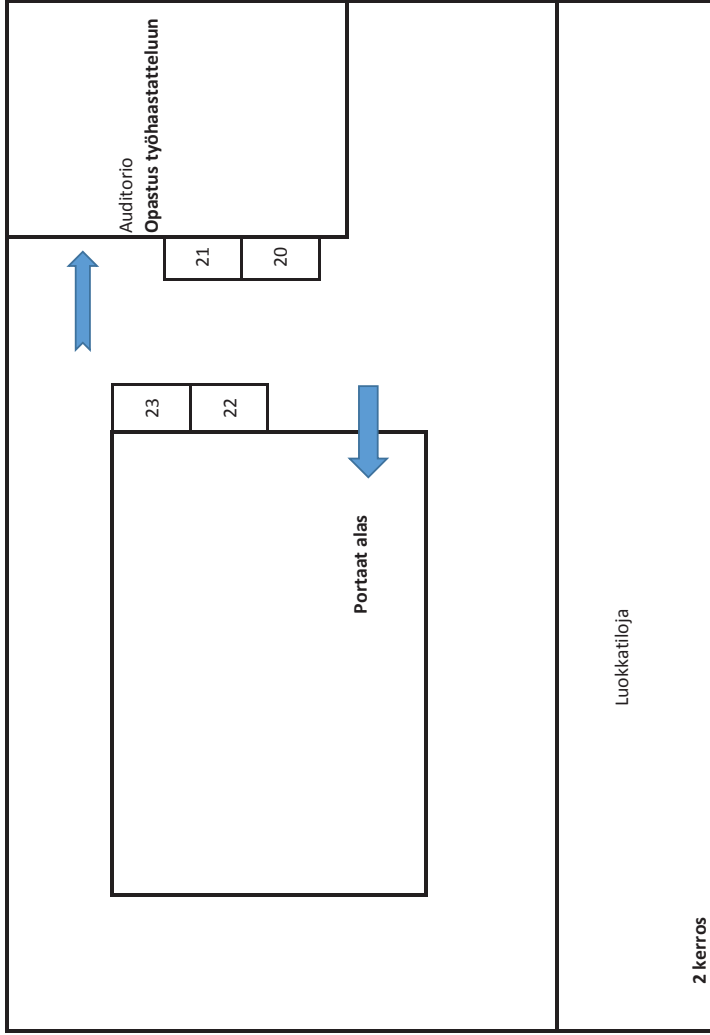 Auditorio
Opastus työhaastatteluun
21
20
23
22
Portaat alas
Luokkatiloja
2 kerros